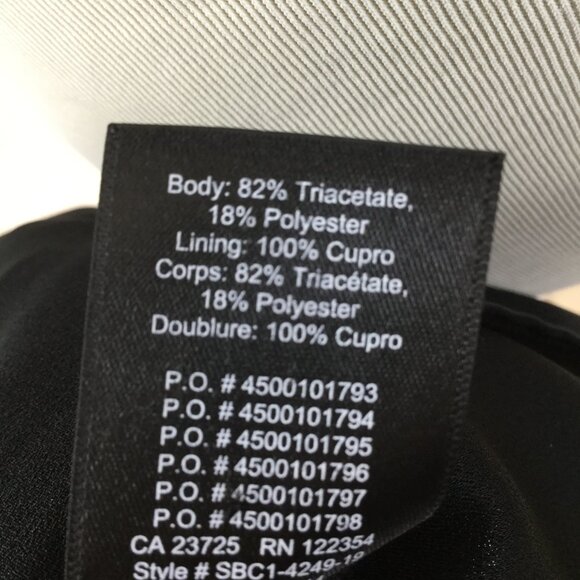 Body: 82% Triacetate,
18% Polyester
Lining: 100% Cupro
Corps: 82% Triacétate,
18% Polyester
Doublure: 100% Cupro
P.O. # 4500101793
P.O. # 4500101794
P.O. # 4500101795
P.O. # 4500101796
P.O. # 4500101797
P.O. # 4500101798
CA 23725 RN 122354
Style # SBC1-4249-19